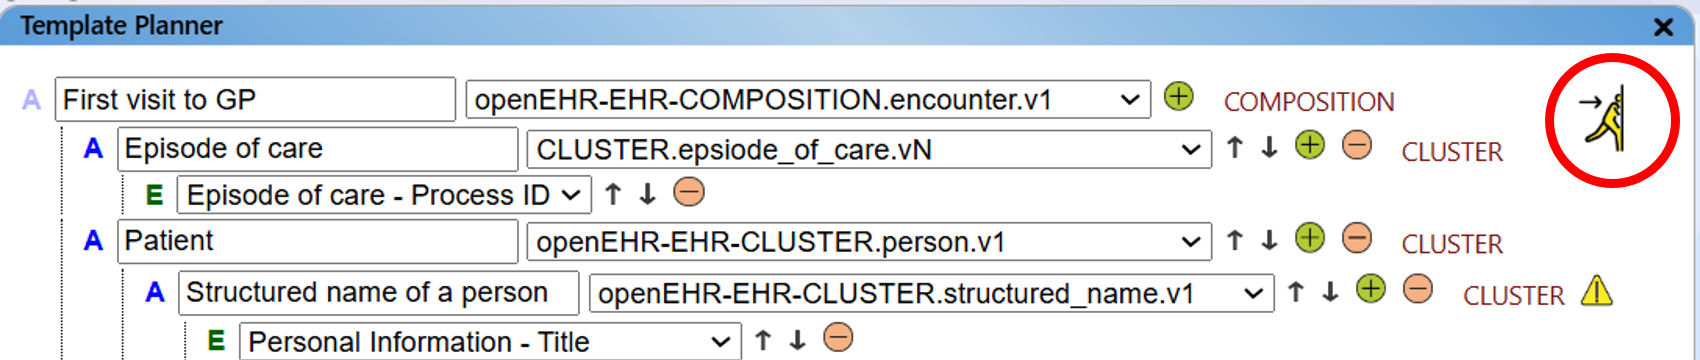 Template Planner
A First visit to GP openEHR-EHR-COMPOSITION.encounter.v1 COMPOSITION
A Episode of care CLUSTER.epsiode_of_care.vN ↑ ↓ CLUSTER
E Episode of care - Process ID ↑ ↓
A Patient openEHR-EHR-CLUSTER.person.v1 ↑ ↓ CLUSTER
A Structured name of a person openEHR-EHR-CLUSTER.structured_name.v1 ↑ ↓ CLUSTER
E Personal Information - Title ↑ ↓